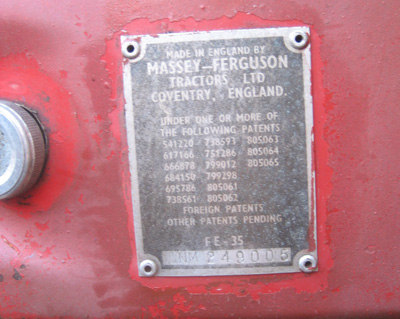 MADE IN ENGLAND BY
MASSEY-FERGUSON
TRACTORS LTD
COVENTRY, ENGLAND.
UNDER ONE OR MORE OF
THE FOLLOWING PATENTS
541220 738593 805063
617166 751286 805064
666878 799012 805065
684150 799298
695786 805061
738561 805062
FOREIGN PATENTS
OTHER PATENTS PENDING
FE-35
249005